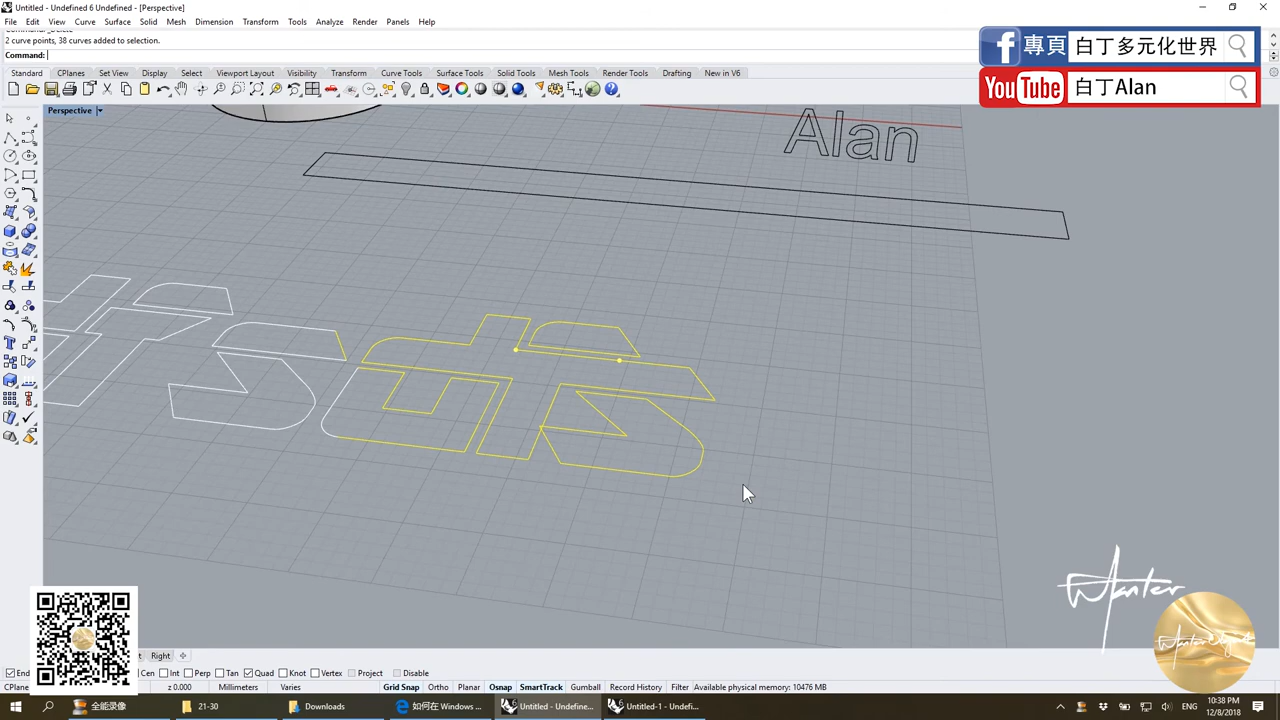 Untitled - Undefined 6 Undefined - [Perspective]
File Edit View Curve Surface Solid Mesh Dimension Transform Tools Analyze Render Panels Help
2 curve points, 38 curves added to selection.
Command:
專頁 白丁多元化世界
YouTube 白丁Alan
Standard CPlanes Set View Display Select Viewport Layout Visibility Transform Curve Tools Surface Tools Solid Tools Mesh Tools Render Tools Drafting New in V6
Perspective
Alan
Right
End Cen Int Perp Tan Quad Knot Vertex Project Disable
CPlane z 0.000 Millimeters Varies Grid Snap Ortho Planar Osnap SmartTrack Gumball Record History Filter Available physical memory: 10476 MB
全能录像 21-30 Downloads 如何在 Windows ... Untitled - Undefine... Untitled-1 - Undefi...
10:38 PM
12/8/2018